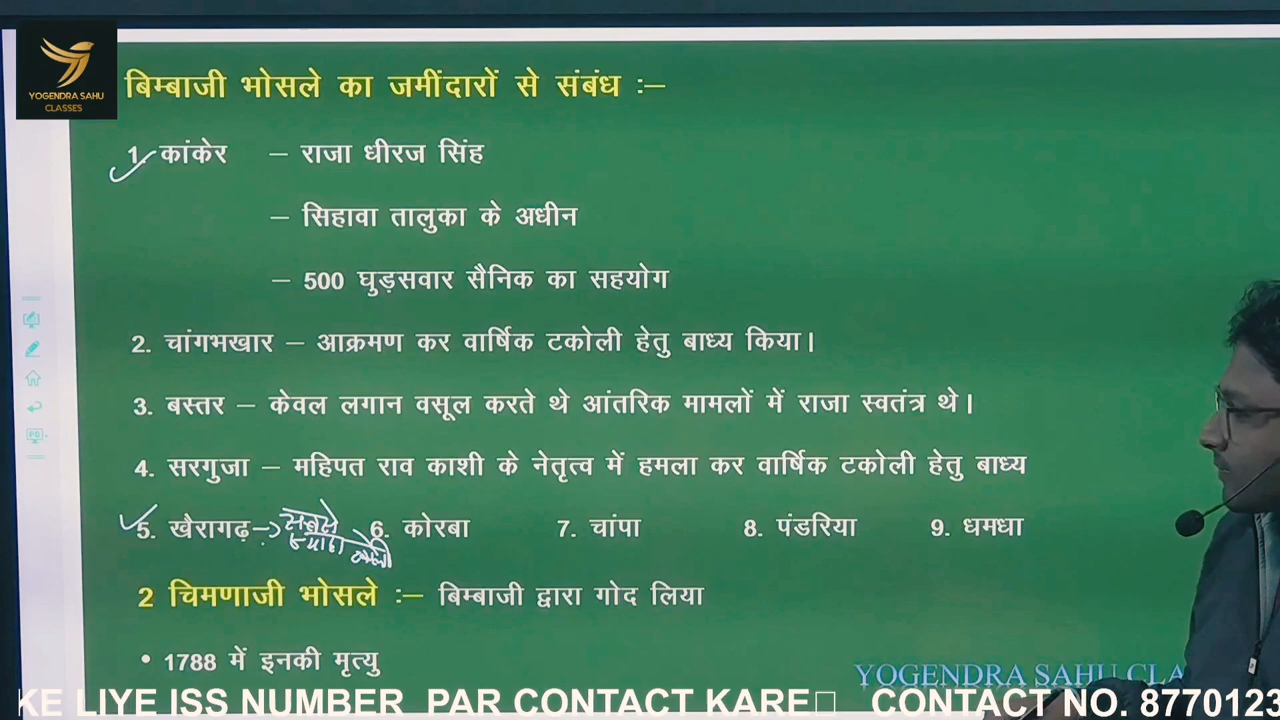 YOGENDRA SAHU
CLASSES
बिम्बाजी भोसले का जमींदारों से संबंध :–
1. कांकेर – राजा धीरज सिंह
– सिहावा तालुका के अधीन
– 500 घुड़सवार सैनिक का सहयोग
2. चांगभखार – आक्रमण कर वार्षिक टकोली हेतु बाध्य किया।
3. बस्तर – केवल लगान वसूल करते थे आंतरिक मामलों में राजा स्वतंत्र थे।
4. सरगुजा – महिपत राव काशी के नेतृत्व में हमला कर वार्षिक टकोली हेतु बाध्य
5. खैरागढ़ → सबसे 6. कोरबा 7. चांपा 8. पंडरिया 9. धमधा
ज्यादा
2 चिमणाजी भोसले :– बिम्बाजी द्वारा गोद लिया
• 1788 में इनकी मृत्यु
YOGENDRA SAHU CLA
KE LIYE ISS NUMBER PAR CONTACT KARE CONTACT NO. 8770123